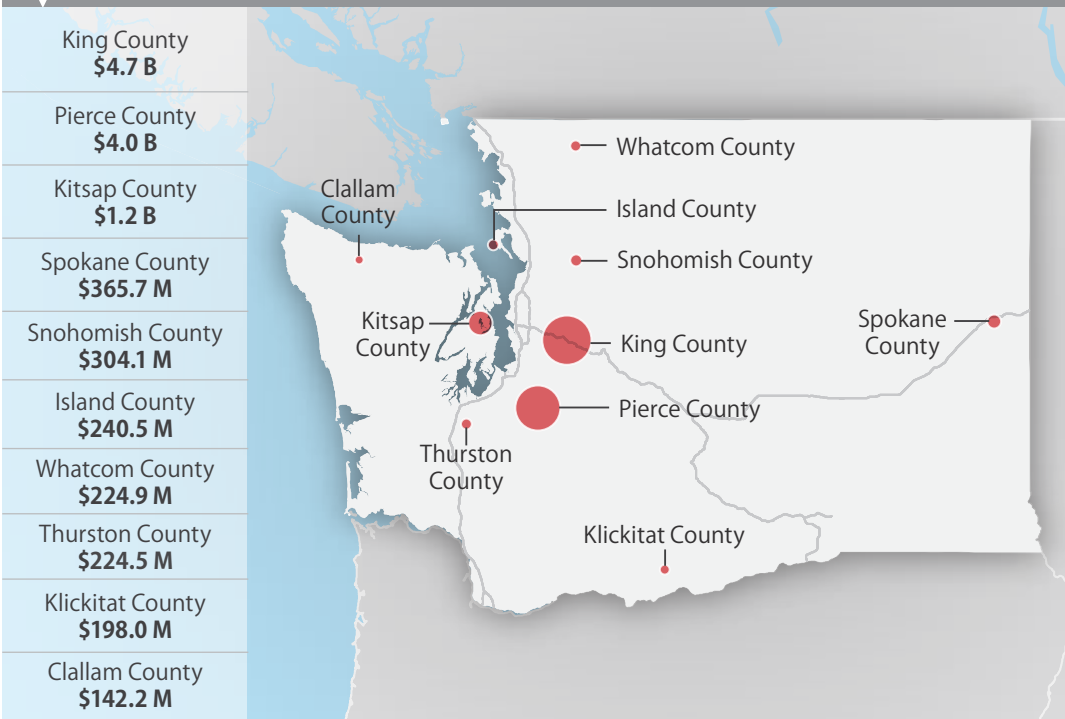 King County
$4.7 B
Pierce County
$4.0 B
Kitsap County
$1.2 B
Spokane County
$365.7 M
Snohomish County
$304.1 M
Island County
$240.5 M
Whatcom County
$224.9 M
Thurston County
$224.5 M
Klickitat County
$198.0 M
Clallam County
$142.2 M
Whatcom County
Clallam
County
Island County
Snohomish County
Kitsap
County
King County
Spokane
County
Pierce County
Thurston
County
Klickitat County